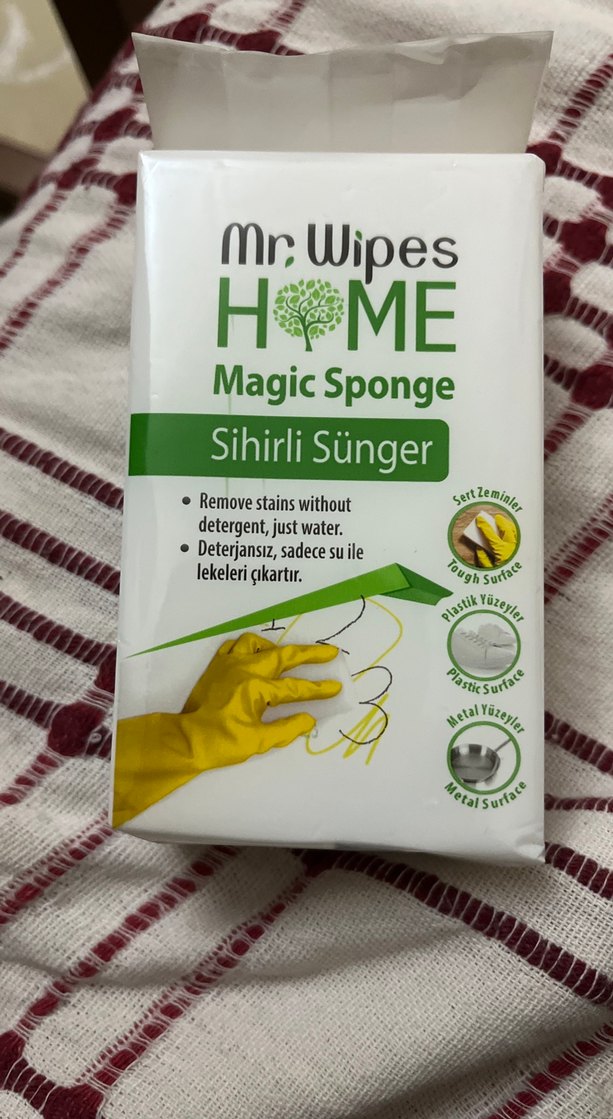 Mr. Wipes
HOME
Magic Sponge
Sihirli Sünger
• Remove stains without
detergent, just water.
• Deterjansız, sadece su ile
lekeleri çıkartır.
Sert Zeminler
Tough Surface
Plastik Yüzeyler
Plastic Surface
Metal Yüzeyler
Metal Surface